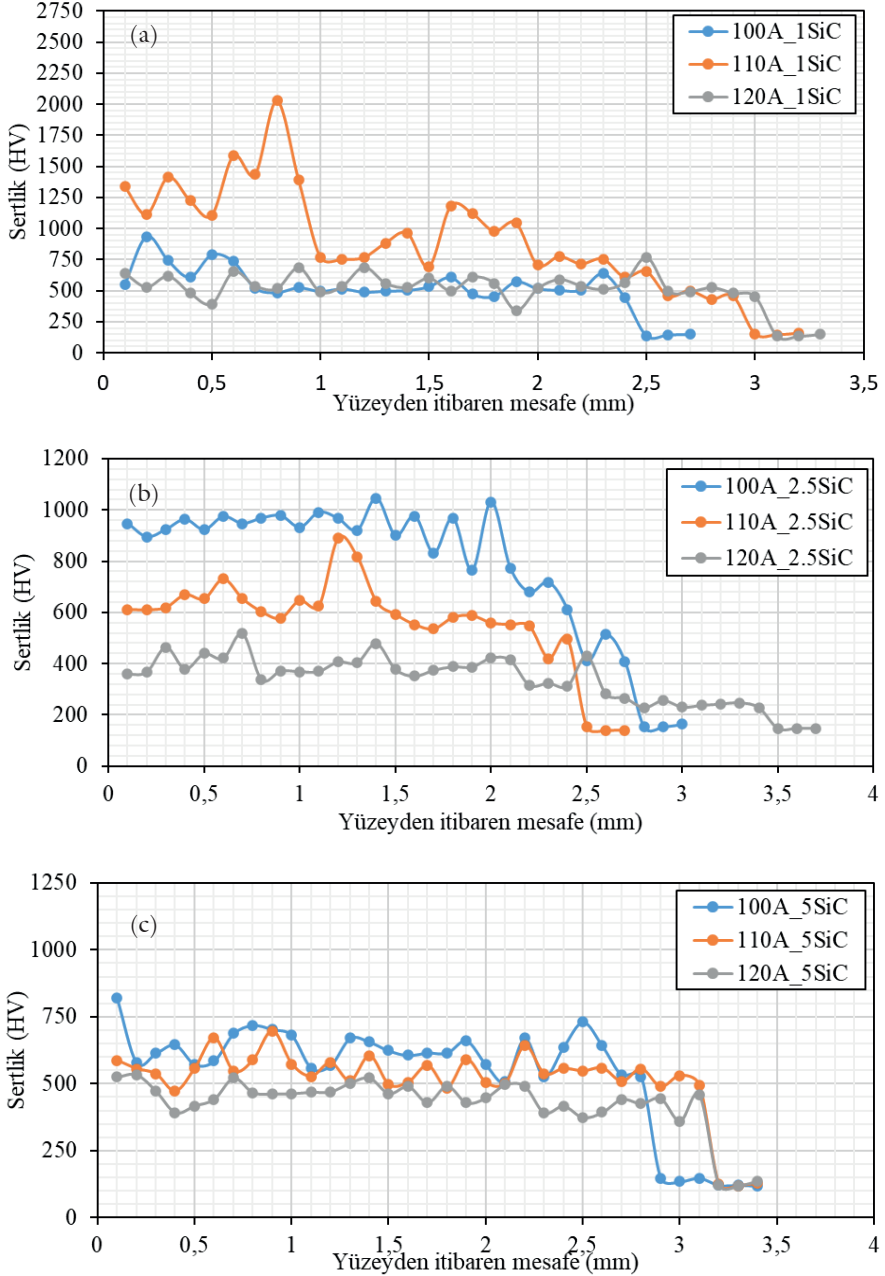 (a)
100A_1SiC
110A_1SiC
120A_1SiC
Sertlik (HV)
2750
2500
2250
2000
1750
1500
1250
1000
750
500
250
0
0 0,5 1 1,5 2 2,5 3 3,5
Yüzeyden itibaren mesafe (mm)
(b)
100A_2.5SiC
110A_2.5SiC
120A_2.5SiC
Sertlik (HV)
1200
1000
800
600
400
200
0
0 0,5 1 1,5 2 2,5 3 3,5 4
Yüzeyden itibaren mesafe (mm)
(c)
100A_5SiC
110A_5SiC
120A_5SiC
Sertlik (HV)
1250
1000
750
500
250
0
0 0,5 1 1,5 2 2,5 3 3,5 4
Yüzeyden itibaren mesafe (mm)